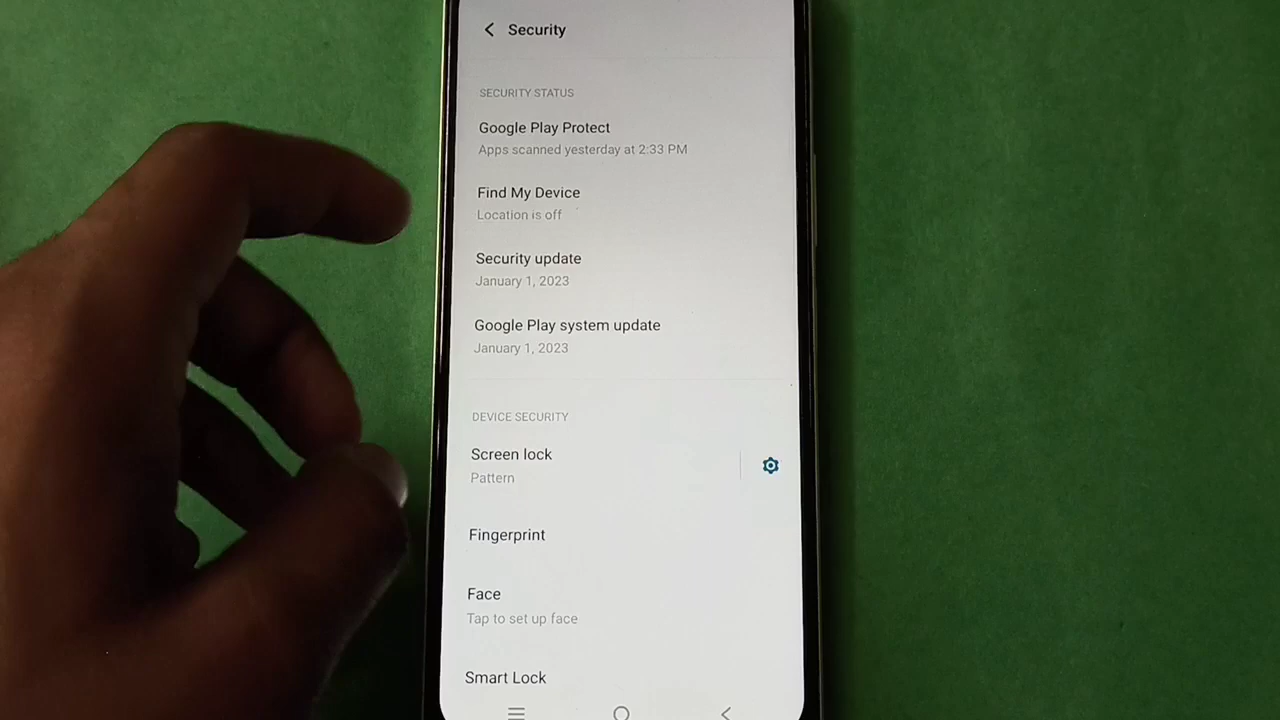 Security
SECURITY STATUS
Google Play Protect
Apps scanned yesterday at 2:33 PM
Find My Device
Location is off
Security update
January 1, 2023
Google Play system update
January 1, 2023
DEVICE SECURITY
Screen lock
Pattern
Fingerprint
Face
Tap to set up face
Smart Lock